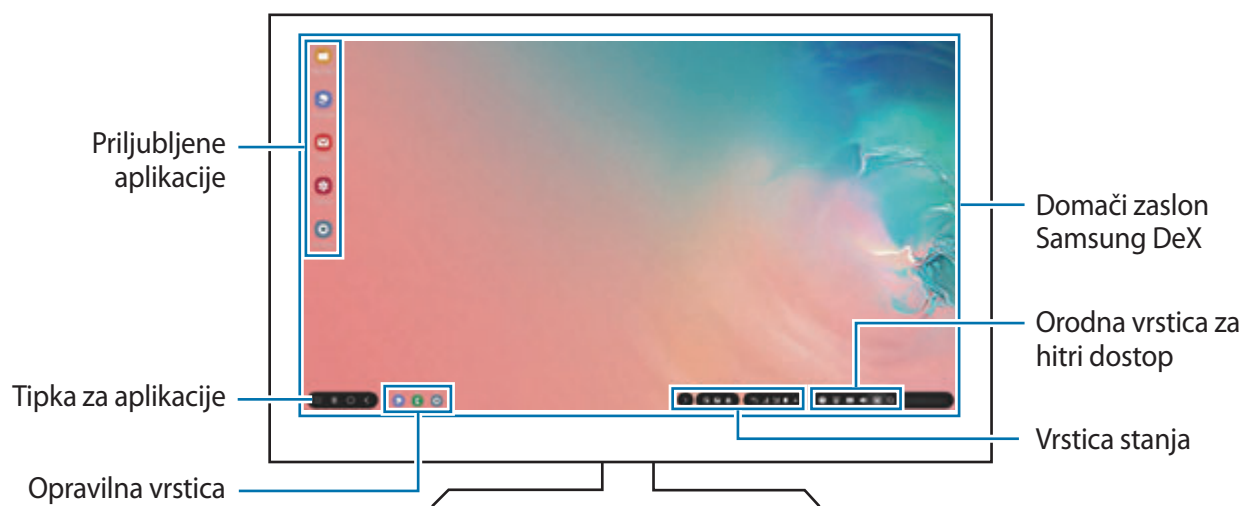 Priljubljene
aplikacije
Domači zaslon
Samsung DeX
Orodna vrstica za
hitri dostop
Tipka za aplikacije
Vrstica stanja
Opravilna vrstica